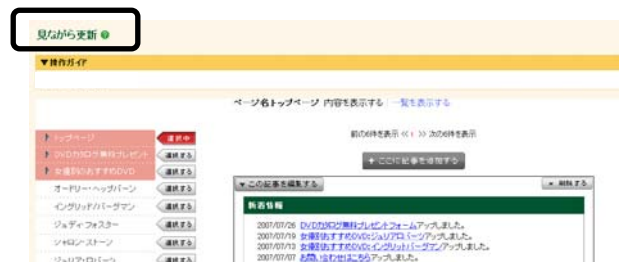 見ながら更新
▼操作ガイド
ページ名トップページ 内容を表示する | 一覧を表示する
前の6件を表示 << 1 >> 次の6件を表示
トップページ 選択中
DVDカタログ無料プレゼント 選択する
女優別おすすめDVD 選択する
オードリー・ヘップバーン 選択する
イングリッド・バーグマン 選択する
ジョディ・フォスター 選択する
シャロン・ストーン 選択する
ジュリア・ロバーツ 選択する
+ ここに記事を追加する
▼ この記事を編集する
新着情報
2007/07/26 DVDカタログ無料プレゼントフォームアップしました。
2007/07/19 女優別おすすめDVD:ジュリア・ロバーツアップしました。
2007/07/13 女優別おすすめDVD:イングリッド・バーグマンアップしました。
2007/07/07 お問い合わせはこちらアップしました。